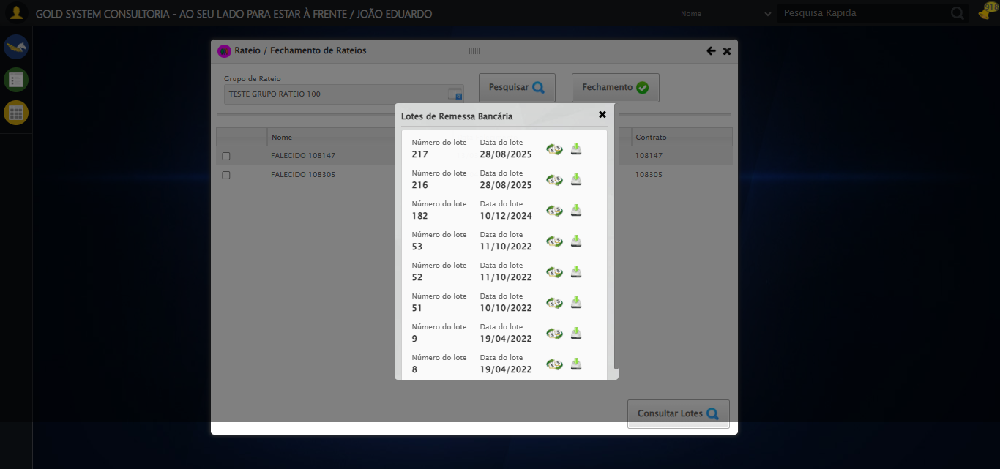 GOLD SYSTEM CONSULTORIA - AO SEU LADO PARA ESTAR À FRENTE / JOÃO EDUARDO
Nome
Pesquisa Rapida
918
Rateio / Fechamento de Rateios
Grupo de Rateio
TESTE GRUPO RATEIO 100
Pesquisar
Fechamento
Lotes de Remessa Bancária
Nome
Contrato
FALECIDO 108147
108147
FALECIDO 108305
108305
Número do lote Data do lote
217 28/08/2025
Número do lote Data do lote
216 28/08/2025
Número do lote Data do lote
182 10/12/2024
Número do lote Data do lote
53 11/10/2022
Número do lote Data do lote
52 11/10/2022
Número do lote Data do lote
51 10/10/2022
Número do lote Data do lote
9 19/04/2022
Número do lote Data do lote
8 19/04/2022
Consultar Lotes